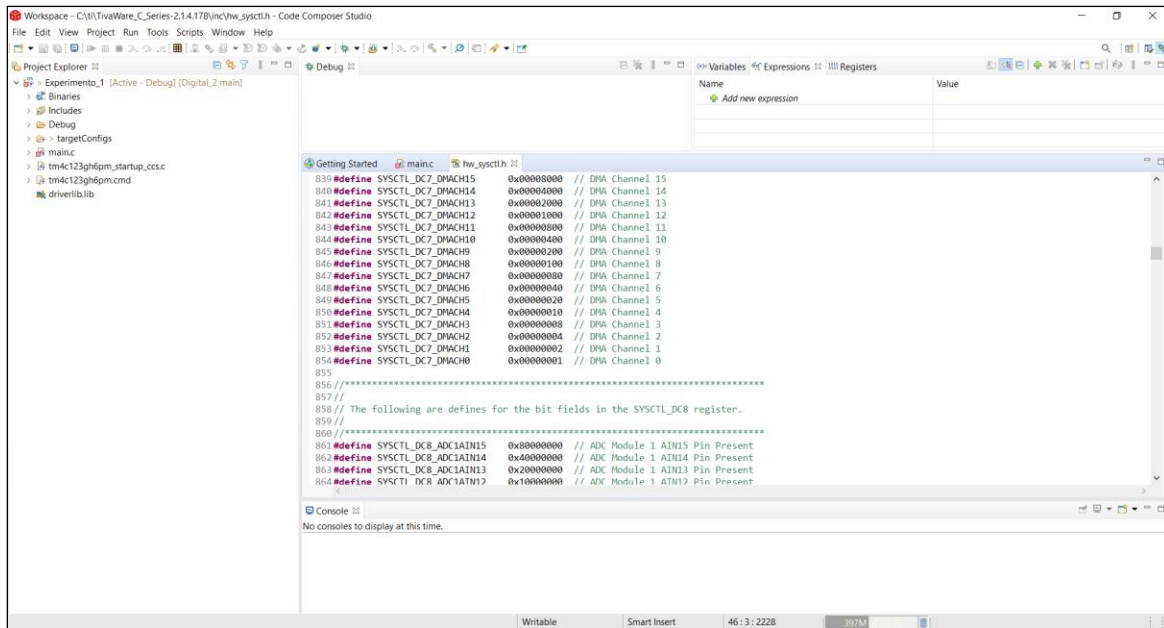 Workspace - C:\ti\TivaWare_C_Series-2.1.4.178\inc\hw_sysctl.h - Code Composer Studio
File Edit View Project Run Tools Scripts Window Help
Project Explorer
Experimento_1 [Active - Debug] [Digital_2 main]
Binaries
Includes
Debug
targetConfigs
main.c
tm4c123gh6pm_startup_ccs.c
tm4c123gh6pm.cmd
driverlib.lib
Debug
Variables Expressions Registers
Name Value
Add new expression
Getting Started main.c hw_sysctl.h
839 #define SYSCTL_DC7_DMACH15 0x00008000 // DMA Channel 15
840 #define SYSCTL_DC7_DMACH14 0x00004000 // DMA Channel 14
841 #define SYSCTL_DC7_DMACH13 0x00002000 // DMA Channel 13
842 #define SYSCTL_DC7_DMACH12 0x00001000 // DMA Channel 12
843 #define SYSCTL_DC7_DMACH11 0x00000800 // DMA Channel 11
844 #define SYSCTL_DC7_DMACH10 0x00000400 // DMA Channel 10
845 #define SYSCTL_DC7_DMACH9 0x00000200 // DMA Channel 9
846 #define SYSCTL_DC7_DMACH8 0x00000100 // DMA Channel 8
847 #define SYSCTL_DC7_DMACH7 0x00000080 // DMA Channel 7
848 #define SYSCTL_DC7_DMACH6 0x00000040 // DMA Channel 6
849 #define SYSCTL_DC7_DMACH5 0x00000020 // DMA Channel 5
850 #define SYSCTL_DC7_DMACH4 0x00000010 // DMA Channel 4
851 #define SYSCTL_DC7_DMACH3 0x00000008 // DMA Channel 3
852 #define SYSCTL_DC7_DMACH2 0x00000004 // DMA Channel 2
853 #define SYSCTL_DC7_DMACH1 0x00000002 // DMA Channel 1
854 #define SYSCTL_DC7_DMACH0 0x00000001 // DMA Channel 0
855
856 //*****************************************************************************
857 //
858 // The following are defines for the bit fields in the SYSCTL_DC8 register.
859 //
860 //*****************************************************************************
861 #define SYSCTL_DC8_ADC1AIN15 0x80000000 // ADC Module 1 AIN15 Pin Present
862 #define SYSCTL_DC8_ADC1AIN14 0x40000000 // ADC Module 1 AIN14 Pin Present
863 #define SYSCTL_DC8_ADC1AIN13 0x20000000 // ADC Module 1 AIN13 Pin Present
864 #define SYSCTL_DC8_ADC1AIN12 0x10000000 // ADC Module 1 AIN12 Pin Present
Console
No consoles to display at this time.
Writable Smart Insert 46 : 3 : 2228 397M